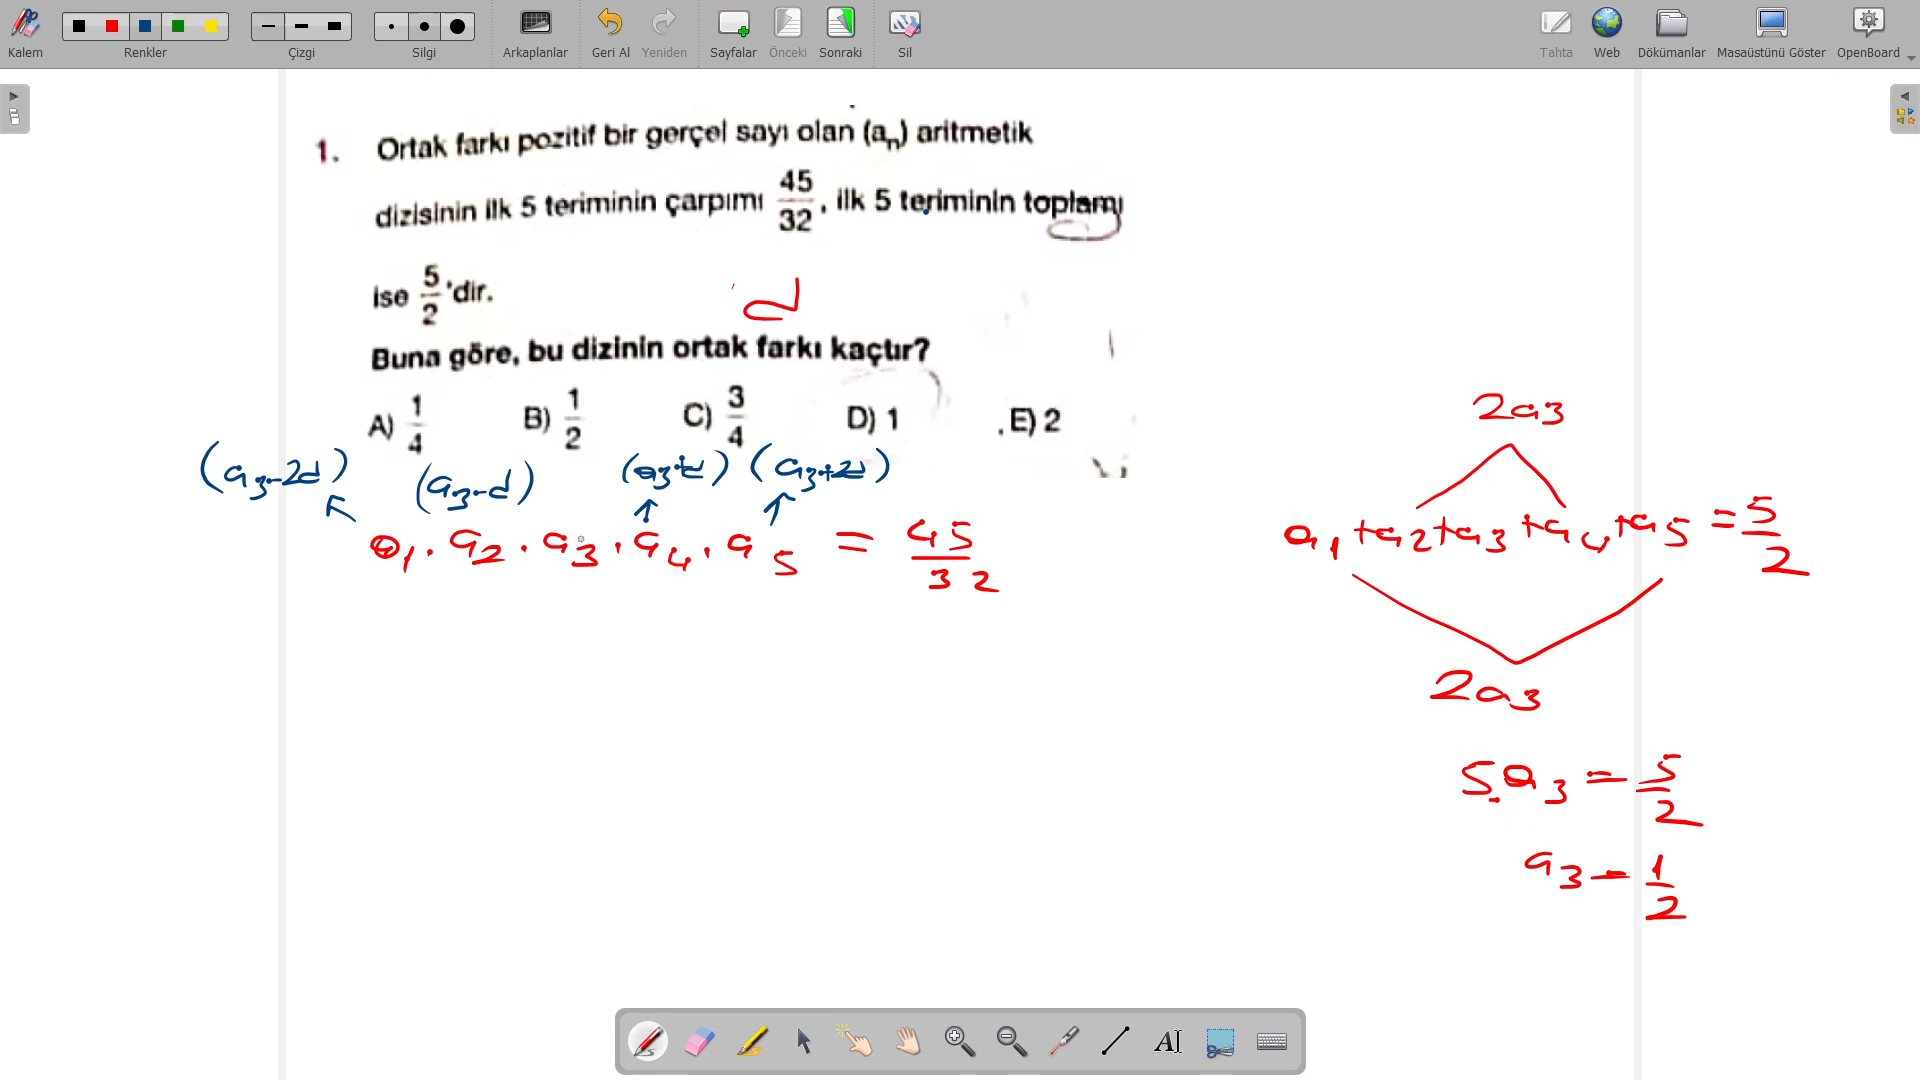 Kalem
Renkler
Çizgi
Silgi
Arkaplanlar
Geri Al
Yeniden
Sayfalar
Önceki
Sonraki
Sil
Tahta
Web
Dökümanlar
Masaüstünü Göster
OpenBoard
1. Ortak farkı pozitif bir gerçel sayı olan (aₙ) aritmetik
dizisinin ilk 5 teriminin çarpımı 45/32, ilk 5 teriminin toplamı
ise 5/2'dir.
d
Buna göre, bu dizinin ortak farkı kaçtır?
A) 1/4 B) 1/2 C) 3/4 D) 1 E) 2
(a₃-2d) (a₃-d) (a₃+d) (a₃+2d)
a₁.a₂.a₃.a₄.a₅ = 45/32
2a₃
a₁+a₂+a₃+a₄+a₅ = 5/2
2a₃
5.a₃ = 5/2
a₃ = 1/2